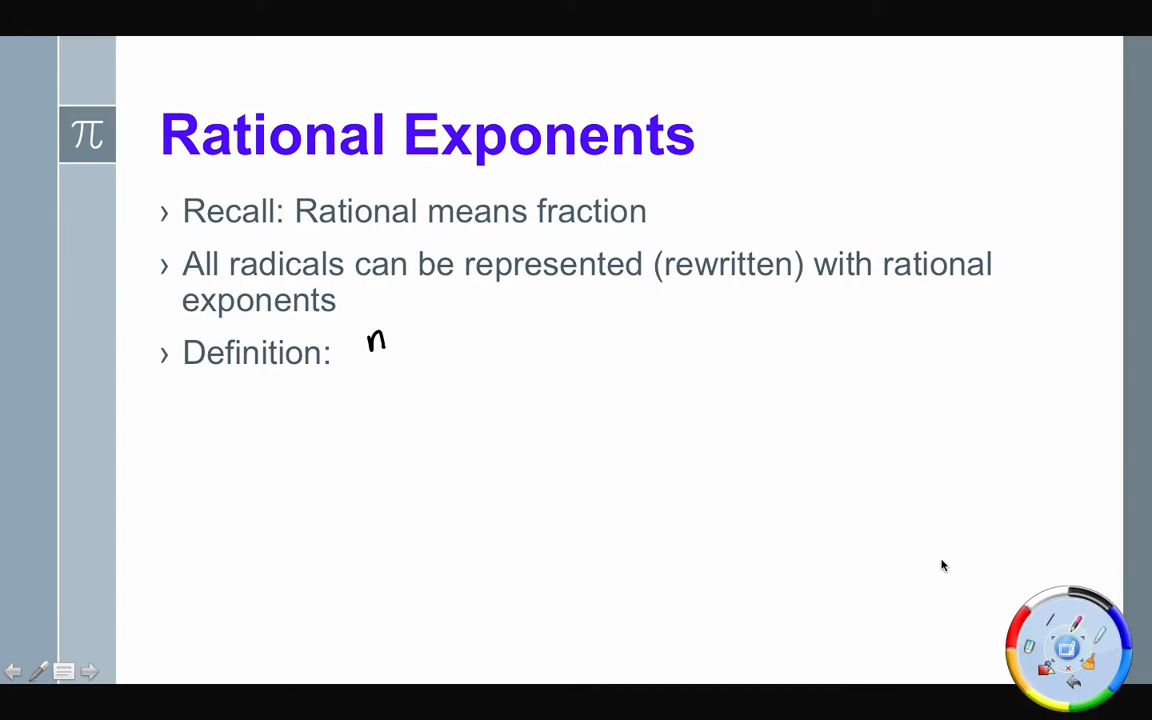 π
Rational Exponents
› Recall: Rational means fraction
› All radicals can be represented (rewritten) with rational
exponents
› Definition: n